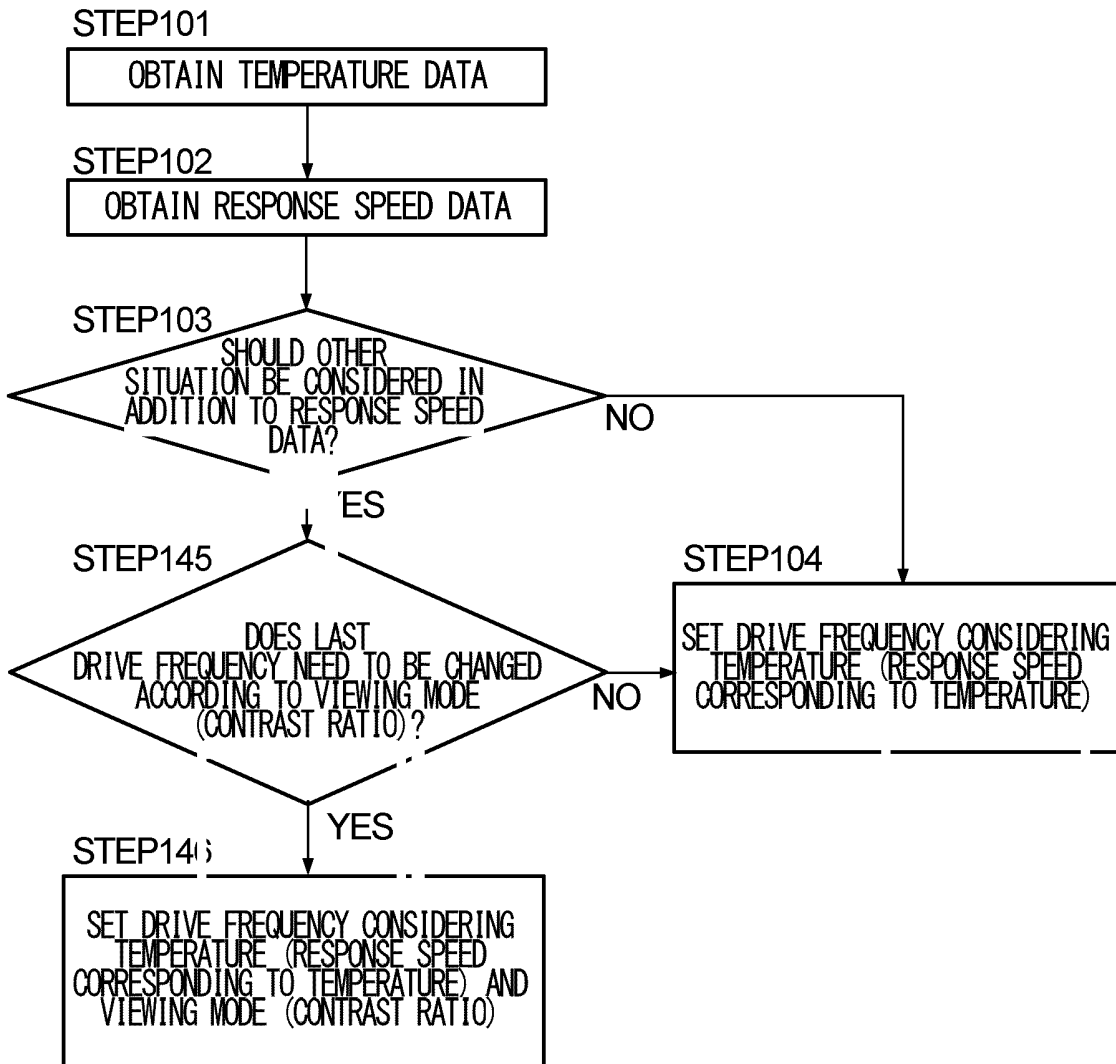 STEP101
OBTAIN TEMPERATURE DATA
STEP102
OBTAIN RESPONSE SPEED DATA
STEP103
SHOULD OTHER
SITUATION BE CONSIDERED IN
ADDITION TO RESPONSE SPEED
DATA?
NO
YES
STEP145
DOES LAST
DRIVE FREQUENCY NEED TO BE CHANGED
ACCORDING TO VIEWING MODE
(CONTRAST RATIO)?
NO
STEP104
SET DRIVE FREQUENCY CONSIDERING
TEMPERATURE (RESPONSE SPEED
CORRESPONDING TO TEMPERATURE)
YES
STEP146
SET DRIVE FREQUENCY CONSIDERING
TEMPERATURE (RESPONSE SPEED
CORRESPONDING TO TEMPERATURE) AND
VIEWING MODE (CONTRAST RATIO)